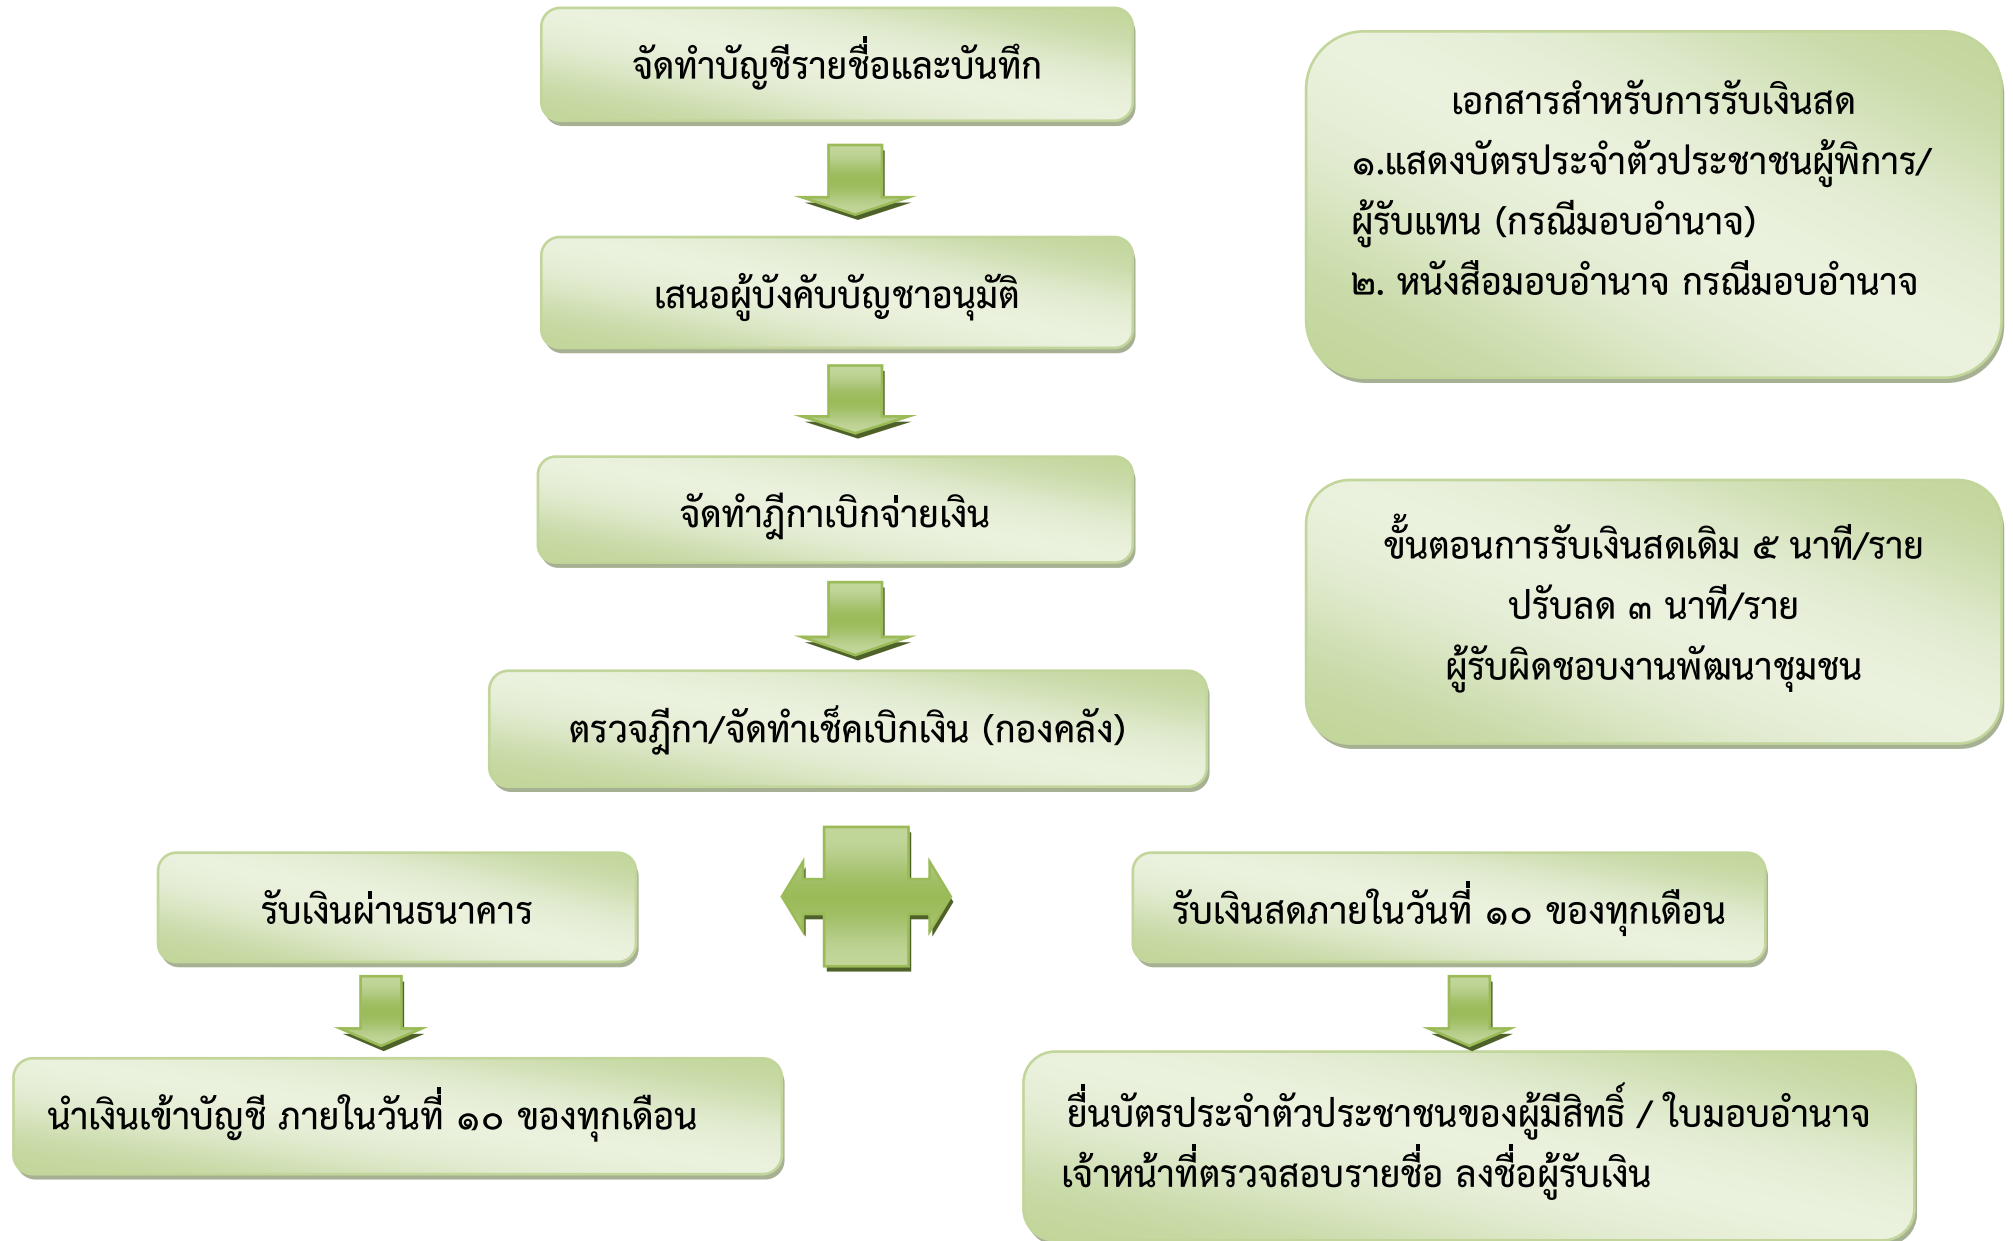 จัดทำบัญชีรายชื่อและบันทึก
เสนอผู้บังคับบัญชาอนุมัติ
จัดทำฎีกาเบิกจ่ายเงิน
ตรวจฎีกา/จัดทำเช็คเบิกเงิน (กองคลัง)
รับเงินผ่านธนาคาร
นำเงินเข้าบัญชี ภายในวันที่ ๑๐ ของทุกเดือน
รับเงินสดภายในวันที่ ๑๐ ของทุกเดือน
ยื่นบัตรประจำตัวประชาชนของผู้มีสิทธิ์ / ใบมอบอำนาจ
เจ้าหน้าที่ตรวจสอบรายชื่อ ลงชื่อผู้รับเงิน
เอกสารสำหรับการรับเงินสด
๑.แสดงบัตรประจำตัวประชาชนผู้พิการ/
ผู้รับแทน (กรณีมอบอำนาจ)
๒. หนังสือมอบอำนาจ กรณีมอบอำนาจ
ขั้นตอนการรับเงินสดเดิม ๕ นาที/ราย
ปรับลด ๓ นาที/ราย
ผู้รับผิดชอบงานพัฒนาชุมชน